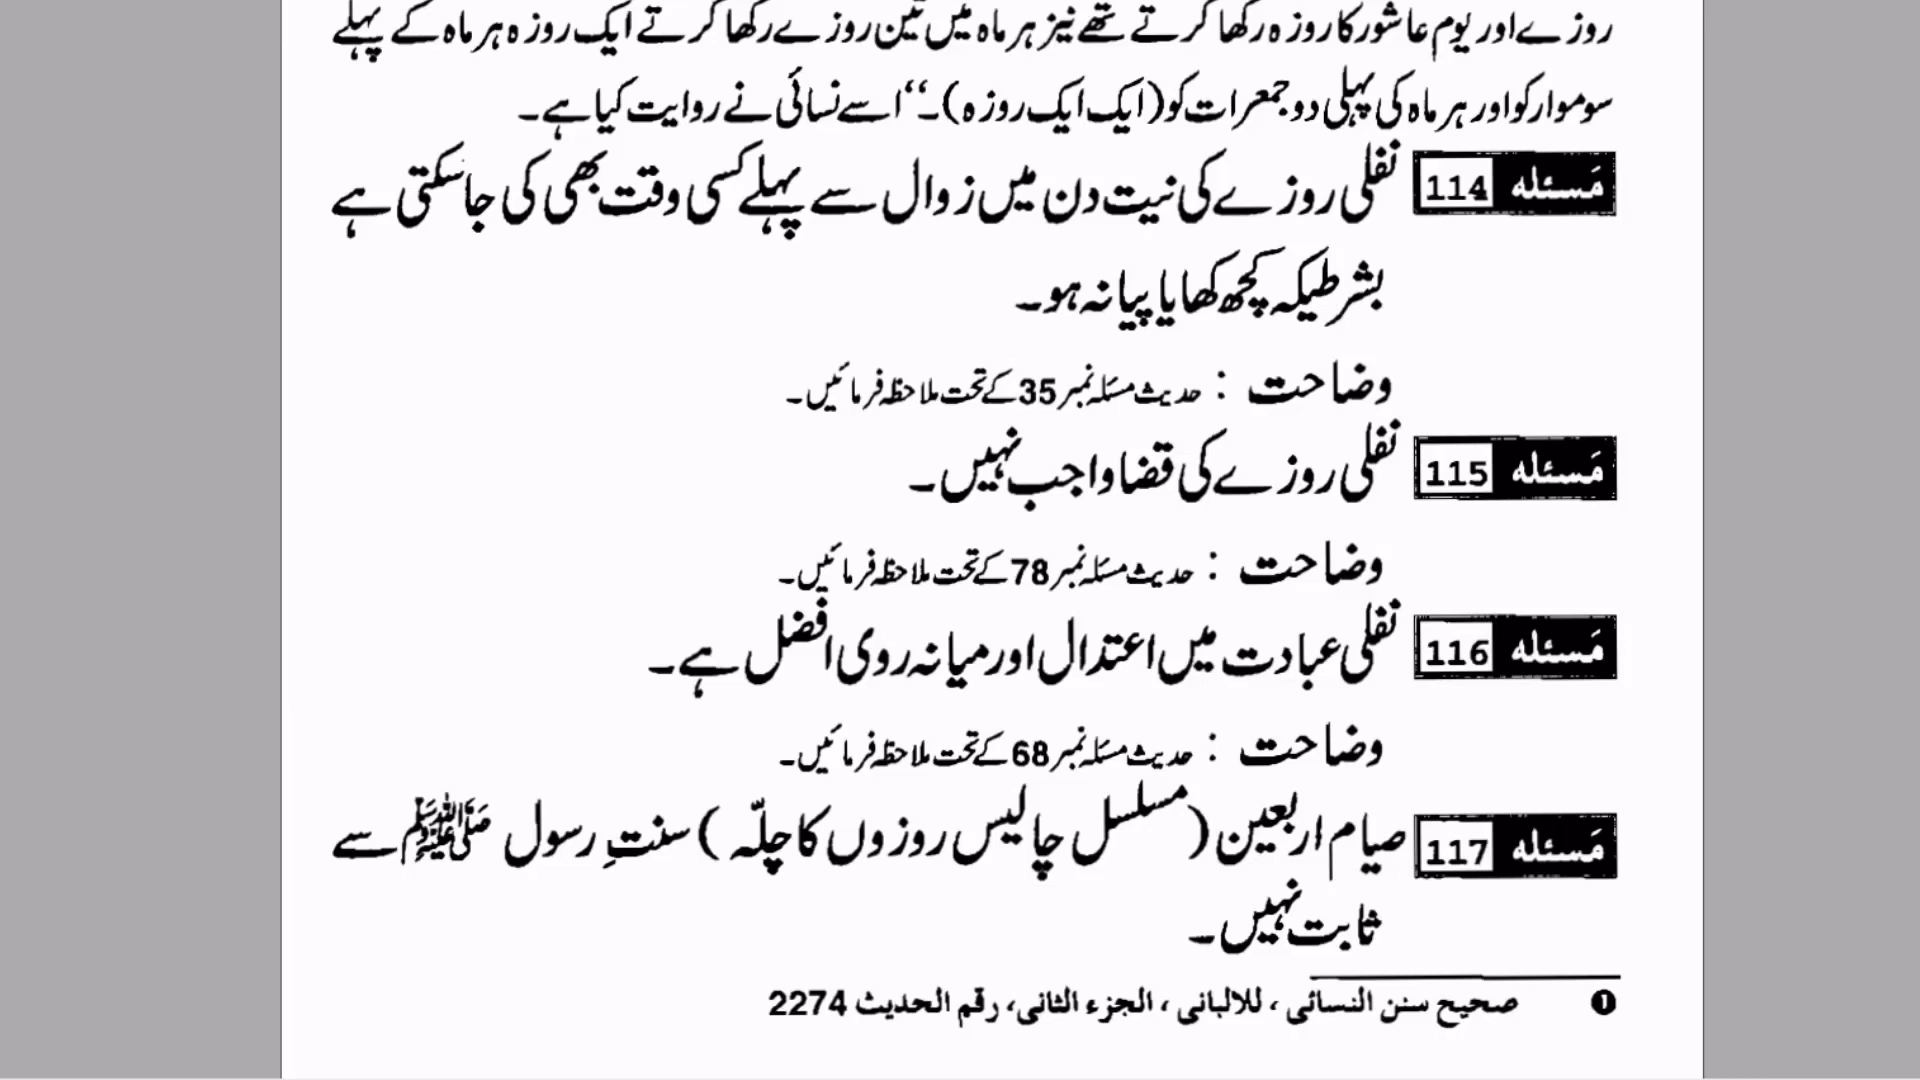 روزے اور یوم عاشور کا روزہ رکھا کرتے تھے نیز ہر ماہ میں تین روزے رکھا کرتے ایک روزہ ہر ماہ کے پہلے
سوموار کو اور ہر ماہ کی پہلی دو جمعرات کو (ایک ایک روزہ)۔‘‘ اسے نسائی نے روایت کیا ہے۔
مَسئله 114 نفلی روزے کی نیت دن میں زوال سے پہلے کسی وقت بھی کی جاسکتی ہے
بشرطیکہ کچھ کھایا پیا نہ ہو۔
وضاحت : حدیث مسئلہ نمبر 35 کے تحت ملاحظہ فرمائیں۔
مَسئله 115 نفلی روزے کی قضا واجب نہیں۔
وضاحت : حدیث مسئلہ نمبر 78 کے تحت ملاحظہ فرمائیں۔
مَسئله 116 نفلی عبادت میں اعتدال اور میانہ روی افضل ہے۔
وضاحت : حدیث مسئلہ نمبر 68 کے تحت ملاحظہ فرمائیں۔
مَسئله 117 صیام اربعین (مسلسل چالیس روزوں کا چلّہ) سنتِ رسول ﷺ سے
ثابت نہیں۔
❶ صحیح سنن النسائی ، للالبانی ، الجزء الثانی، رقم الحدیث 2274